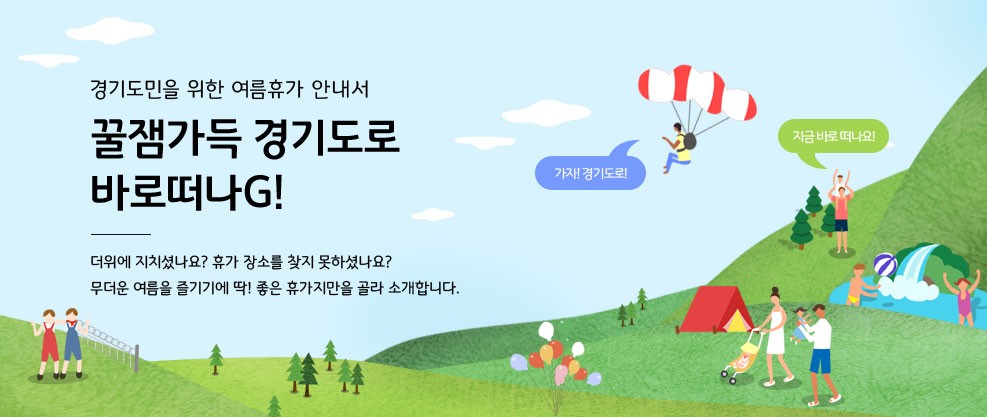 경기도민을 위한 여름휴가 안내서
꿀잼가득 경기도로
바로떠나G!
더위에 지치셨나요? 휴가 장소를 찾지 못하셨나요?
무더운 여름을 즐기기에 딱! 좋은 휴가지만을 골라 소개합니다.
가자! 경기도로!
지금 바로 떠나요!